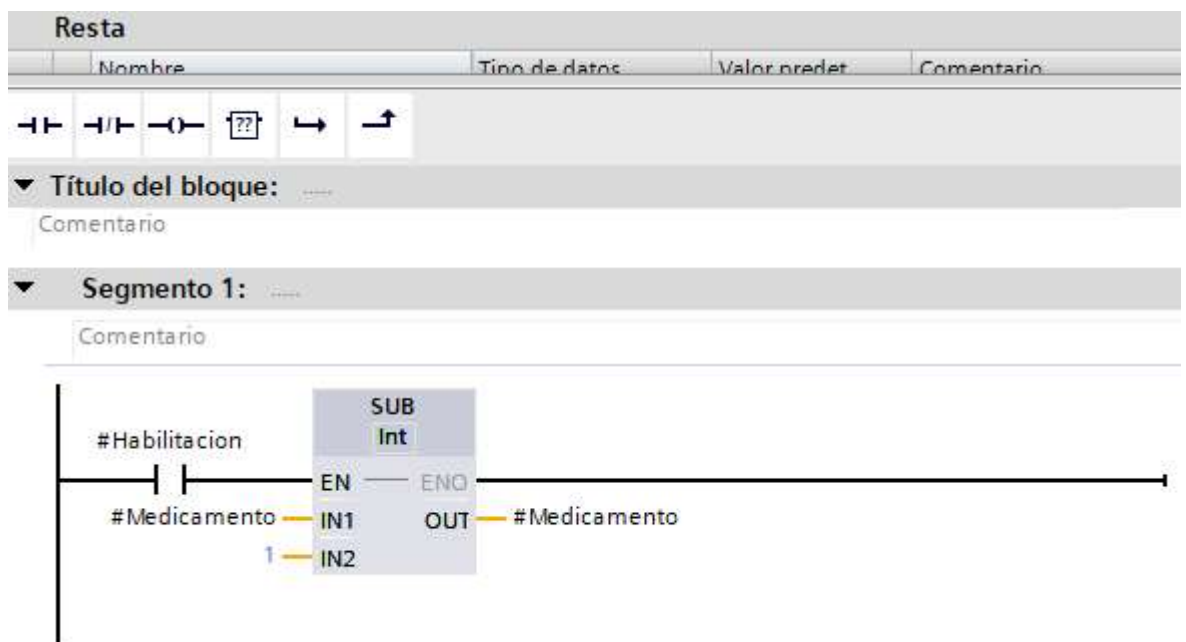 Resta
Nombre Tipo de datos Valor predet. Comentario
??
Título del bloque: .....
Comentario
Segmento 1: .....
Comentario
SUB
#Habilitacion Int
EN ENO
#Medicamento IN1 OUT #Medicamento
1 IN2